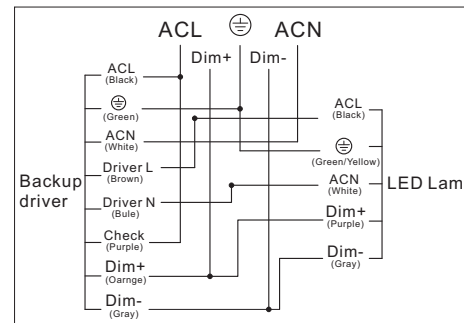 ACL ACN
Dim+ Dim-
ACL
(Black)
(Green)
ACN
(White)
Driver L
(Brown)
Driver N
(Bule)
Check
(Purple)
Dim+
(Oarnge)
Dim-
(Gray)
Backup
driver
ACL
(Black)
(Green/Yellow)
ACN
(White)
Dim+
(Purple)
Dim-
(Gray)
LED Lam